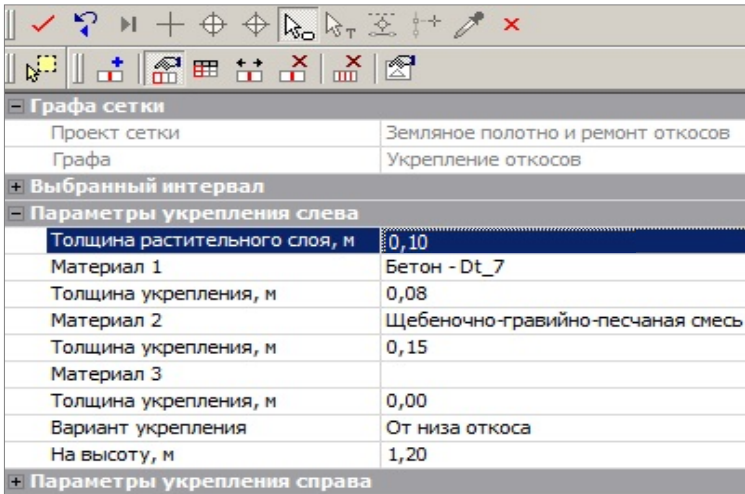 Графа сетки
Проект сетки Земляное полотно и ремонт откосов
Графа Укрепление откосов
Выбранный интервал
Параметры укрепления слева
Толщина растительного слоя, м 0,10
Материал 1 Бетон - Dt_7
Толщина укрепления, м 0,08
Материал 2 Щебеночно-гравийно-песчаная смесь
Толщина укрепления, м 0,15
Материал 3
Толщина укрепления, м 0,00
Вариант укрепления От низа откоса
На высоту, м 1,20
Параметры укрепления справа